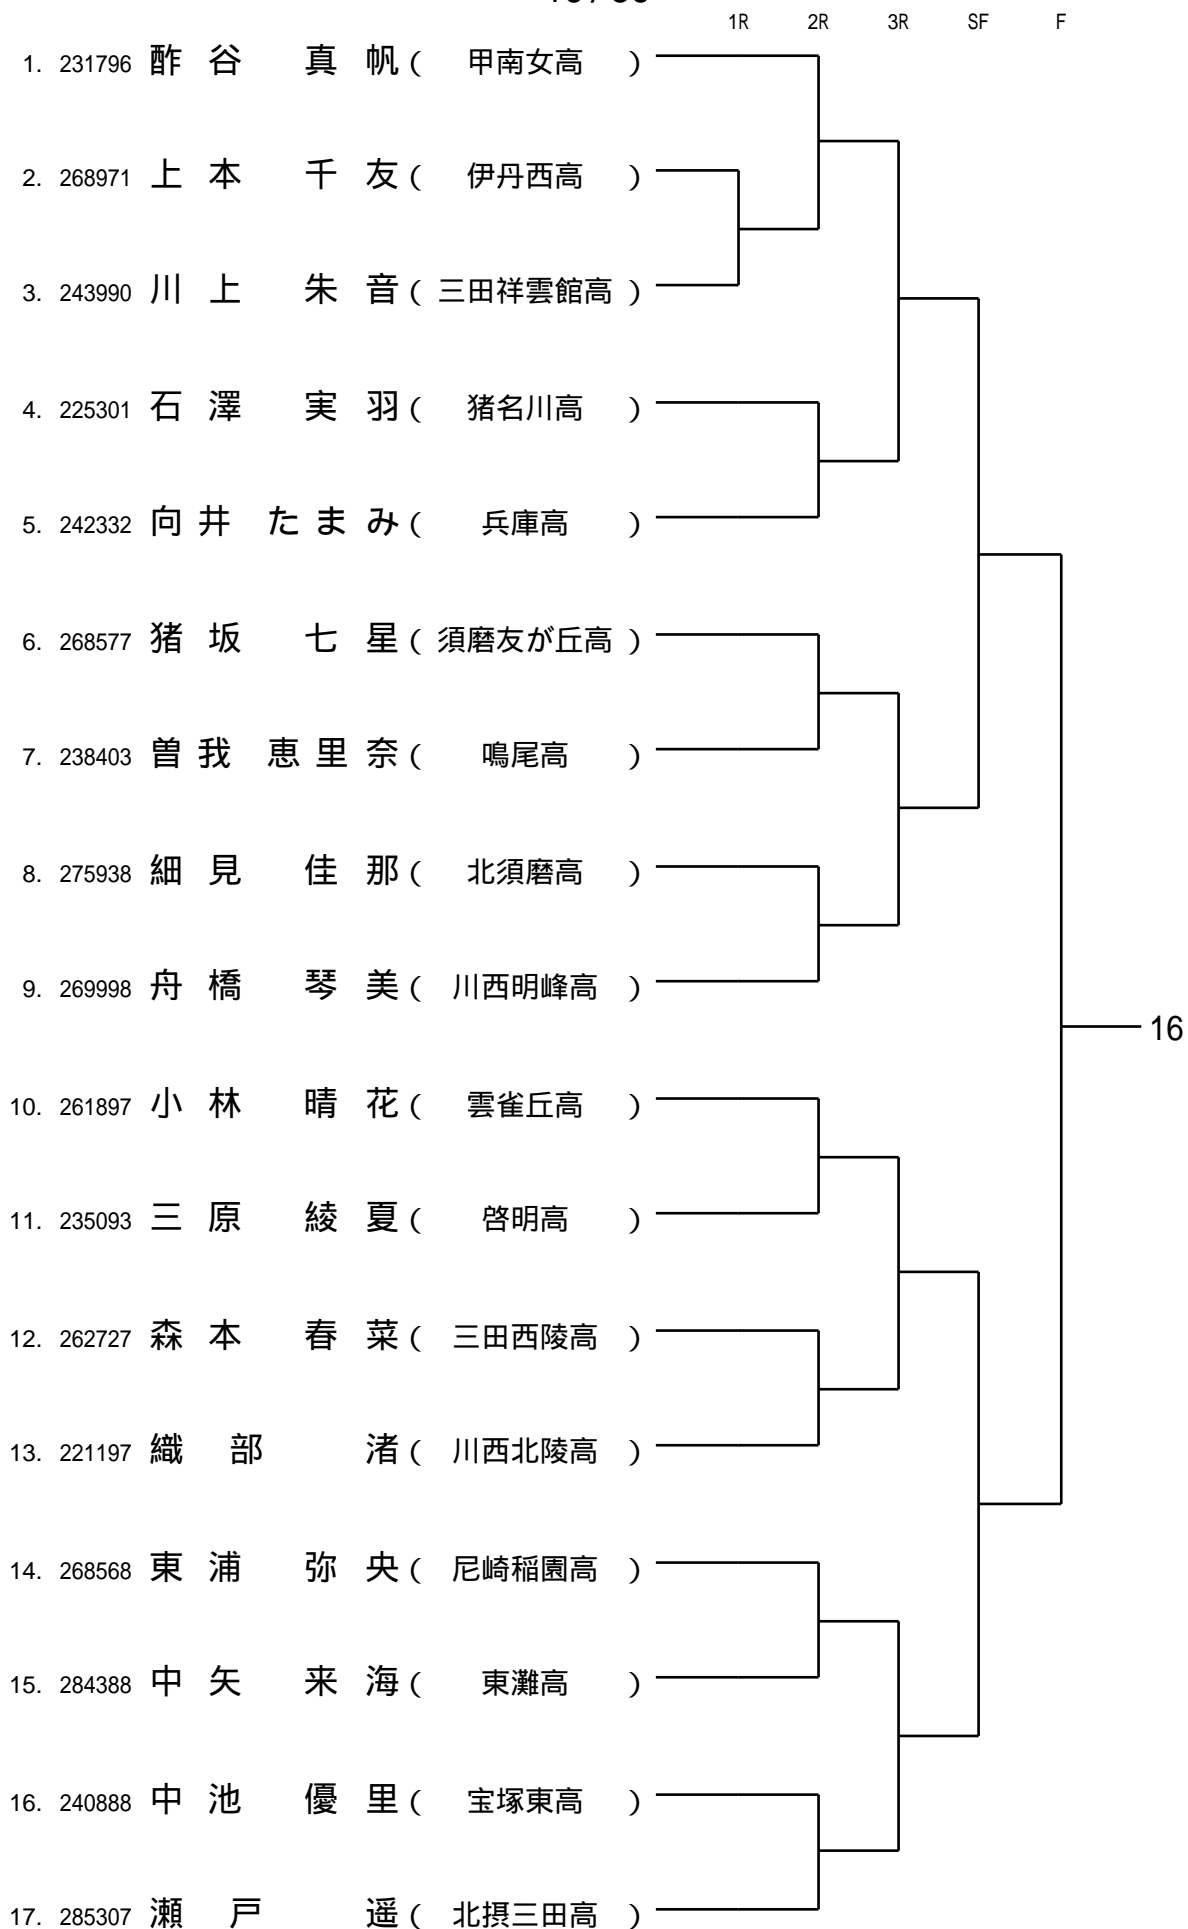 1R 2R 3R SF F
1. 231796 酢谷 真帆 ( 甲南女高 )
2. 268971 上本 千友 ( 伊丹西高 )
3. 243990 川上 朱音 ( 三田祥雲館高 )
4. 225301 石澤 実羽 ( 猪名川高 )
5. 242332 向井 たまみ ( 兵庫高 )
6. 268577 猪坂 七星 ( 須磨友が丘高 )
7. 238403 曽我 恵里奈 ( 鳴尾高 )
8. 275938 細見 佳那 ( 北須磨高 )
9. 269998 舟橋 琴美 ( 川西明峰高 )
16
10. 261897 小林 晴花 ( 雲雀丘高 )
11. 235093 三原 綾夏 ( 啓明高 )
12. 262727 森本 春菜 ( 三田西陵高 )
13. 221197 織部 渚 ( 川西北陵高 )
14. 268568 東浦 弥央 ( 尼崎稲園高 )
15. 284388 中矢 来海 ( 東灘高 )
16. 240888 中池 優里 ( 宝塚東高 )
17. 285307 瀬戸 遥 ( 北摂三田高 )